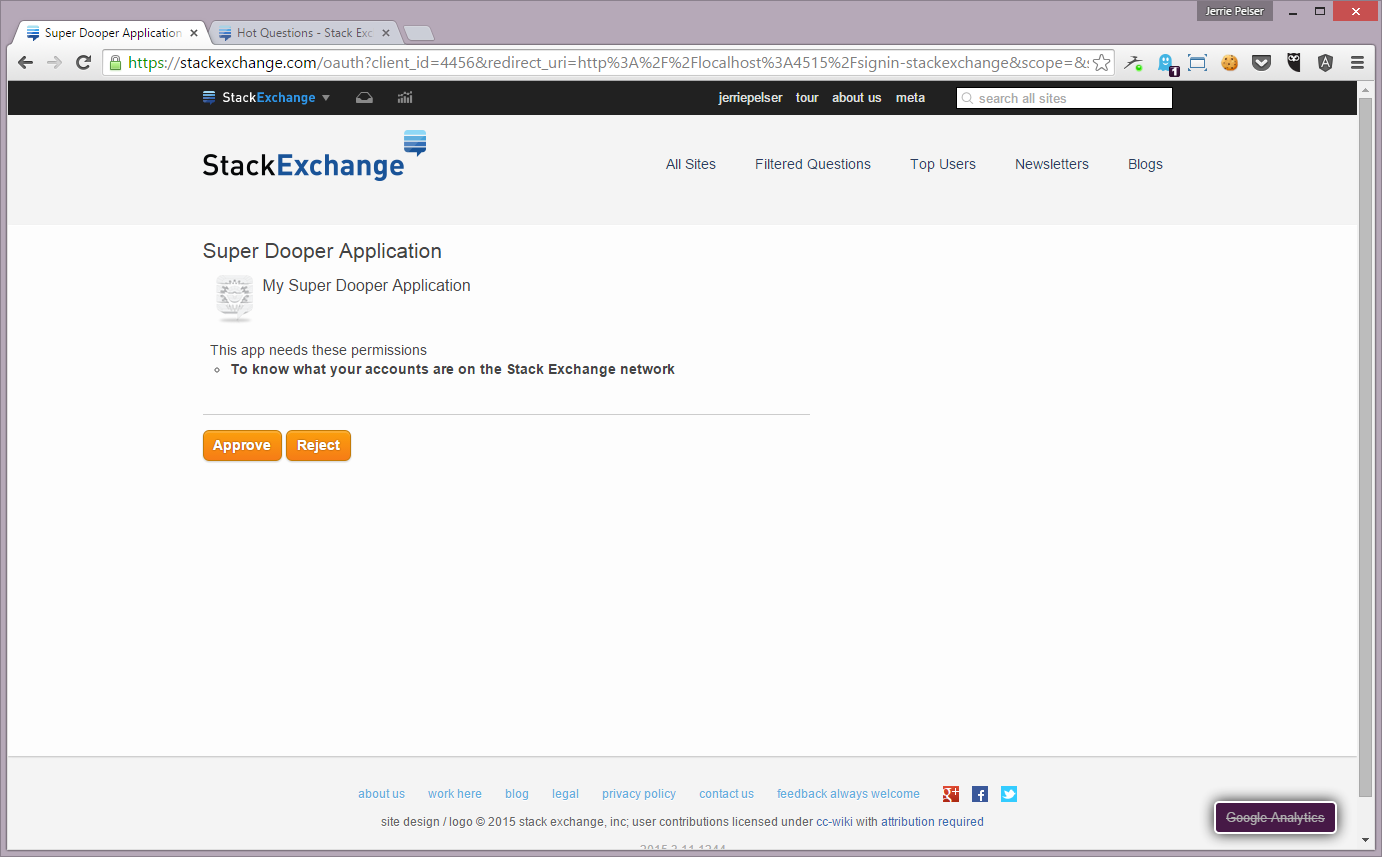 Jerrie Pelser
Super Dooper Application
Hot Questions - Stack Exc
https://stackexchange.com/oauth?client_id=4456&redirect_uri=http%3A%2F%2Flocalhost%3A4515%2Fsignin-stackexchange&scope=&s
1
StackExchange
jerriepelser tour about us meta search all sites
StackExchange
All Sites Filtered Questions Top Users Newsletters Blogs
Super Dooper Application
My Super Dooper Application
This app needs these permissions
To know what your accounts are on the Stack Exchange network
Approve Reject
about us work here blog legal privacy policy contact us feedback always welcome
site design / logo © 2015 stack exchange, inc; user contributions licensed under cc-wiki with attribution required
Google Analytics